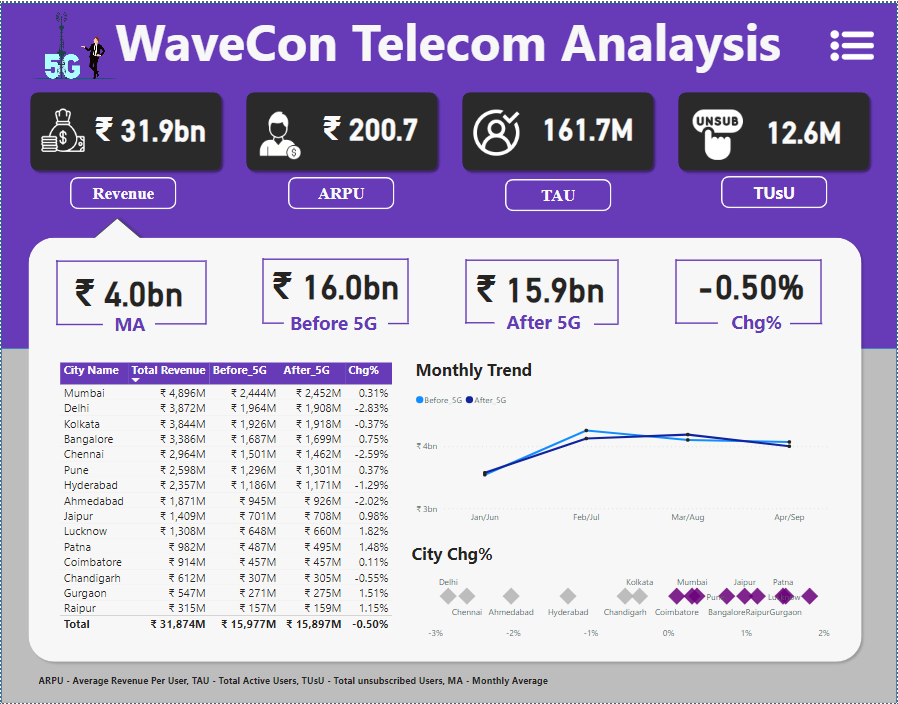 5G
WaveCon Telecom Analaysis
₹ 31.9bn
₹ 200.7
161.7M
UNSUB
12.6M
Revenue
ARPU
TAU
TUsU
₹ 4.0bn
MA
₹ 16.0bn
Before 5G
₹ 15.9bn
After 5G
-0.50%
Chg%
City Name Total Revenue Before_5G After_5G Chg%
Mumbai ₹ 4,896M ₹ 2,444M ₹ 2,452M 0.31%
Delhi ₹ 3,872M ₹ 1,964M ₹ 1,908M -2.83%
Kolkata ₹ 3,844M ₹ 1,926M ₹ 1,918M -0.37%
Bangalore ₹ 3,386M ₹ 1,687M ₹ 1,699M 0.75%
Chennai ₹ 2,964M ₹ 1,501M ₹ 1,462M -2.59%
Pune ₹ 2,598M ₹ 1,296M ₹ 1,301M 0.37%
Hyderabad ₹ 2,357M ₹ 1,186M ₹ 1,171M -1.29%
Ahmedabad ₹ 1,871M ₹ 945M ₹ 926M -2.02%
Jaipur ₹ 1,409M ₹ 701M ₹ 708M 0.98%
Lucknow ₹ 1,308M ₹ 648M ₹ 660M 1.82%
Patna ₹ 982M ₹ 487M ₹ 495M 1.48%
Coimbatore ₹ 914M ₹ 457M ₹ 457M 0.11%
Chandigarh ₹ 612M ₹ 307M ₹ 305M -0.55%
Gurgaon ₹ 547M ₹ 271M ₹ 275M 1.51%
Raipur ₹ 315M ₹ 157M ₹ 159M 1.15%
Total ₹ 31,874M ₹ 15,977M ₹ 15,897M -0.50%
Monthly Trend
Before_5G After_5G
₹ 4bn
₹ 3bn
Jan/Jun Feb/Jul Mar/Aug Apr/Sep
City Chg%
Delhi Kolkata Mumbai Jaipur Patna
Chennai Ahmedabad Hyderabad Chandigarh Coimbatore Bangalore Raipur Gurgaon
-3% -2% -1% 0% 1% 2%
ARPU - Average Revenue Per User, TAU - Total Active Users, TUsU - Total unsubscribed Users, MA - Monthly Average